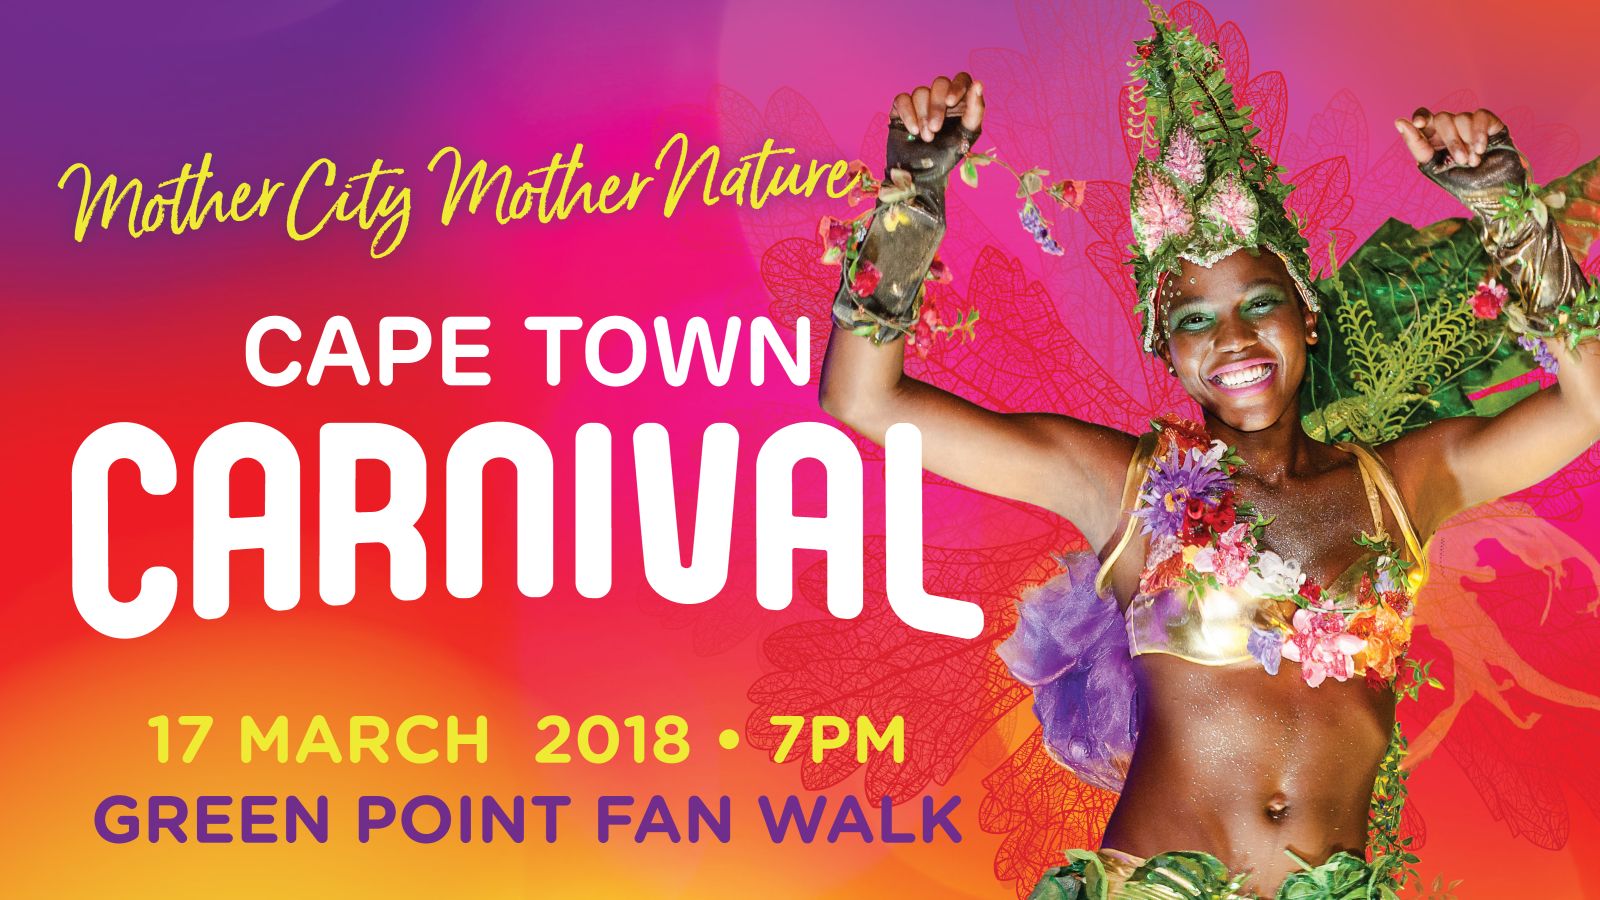 Mother City Mother Nature
CAPE TOWN
CARNIVAL
17 MARCH 2018 • 7PM
GREEN POINT FAN WALK